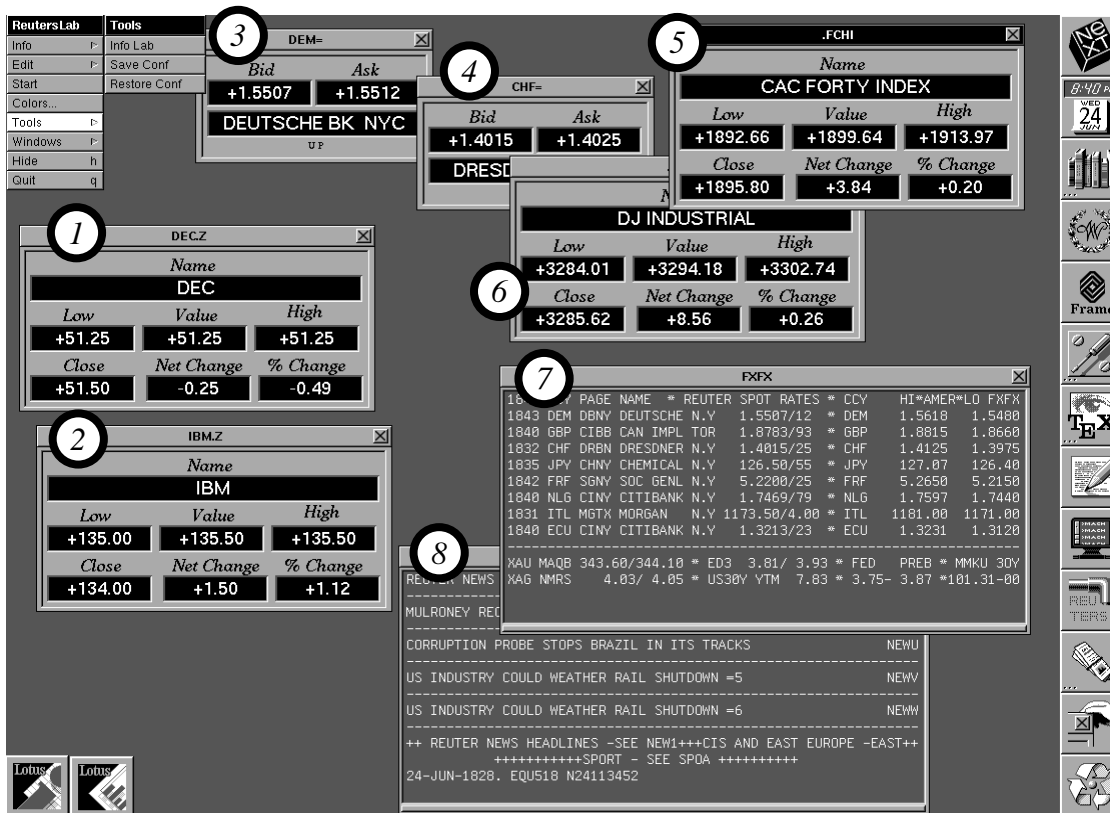 ReutersLab
Info
Edit
Start
Colors...
Tools
Windows
Hide h
Quit q
Tools
Info Lab
Save Conf
Restore Conf
3
DEM=
Bid Ask
+1.5507 +1.5512
DEUTSCHE BK NYC
UP
4
CHF=
Bid Ask
+1.4015 +1.4025
5
.FCHI
Name
CAC FORTY INDEX
Low Value High
+1892.66 +1899.64 +1913.97
Close Net Change % Change
+1895.80 +3.84 +0.20
6
DJ INDUSTRIAL
Low Value High
+3284.01 +3294.18 +3302.74
Close Net Change % Change
+3285.62 +8.56 +0.26
1
DEC.Z
Name
DEC
Low Value High
+51.25 +51.25 +51.25
Close Net Change % Change
+51.50 -0.25 -0.49
2
IBM.Z
Name
IBM
Low Value High
+135.00 +135.50 +135.50
Close Net Change % Change
+134.00 +1.50 +1.12
7
FXFX
PAGE NAME * REUTER SPOT RATES * CCY HI*AMER*LO FXFX
1843 DEM DBNY DEUTSCHE N.Y 1.5507/12 * DEM 1.5618 1.5480
1840 GBP CIBB CAN IMPL TOR 1.8783/93 * GBP 1.8815 1.8660
1832 CHF DRBN DRESDNER N.Y 1.4015/25 * CHF 1.4125 1.3975
1835 JPY CHNY CHEMICAL N.Y 126.50/55 * JPY 127.07 126.40
1842 FRF SGNY SOC GENL N.Y 5.2200/25 * FRF 5.2650 5.2150
1840 NLG CINY CITIBANK N.Y 1.7469/79 * NLG 1.7597 1.7440
1831 ITL MGTX MORGAN N.Y 1173.50/4.00 * ITL 1181.00 1171.00
1840 ECU CINY CITIBANK N.Y 1.3213/23 * ECU 1.3231 1.3120
XAU MAQB 343.60/344.10 * ED3 3.81/ 3.93 * FED PREB * MMKU 30Y
XAG NMRS 4.03/ 4.05 * US30Y YTM 7.83 * 3.75- 3.87 *101.31-00
8
REUTER NEWS
MULRONEY
CORRUPTION PROBE STOPS BRAZIL IN ITS TRACKS NEWU
US INDUSTRY COULD WEATHER RAIL SHUTDOWN =5 NEWV
US INDUSTRY COULD WEATHER RAIL SHUTDOWN =6 NEWW
++ REUTER NEWS HEADLINES -SEE NEW1+++CIS AND EAST EUROPE -EAST++
+++++++++++SPORT - SEE SPOA ++++++++++
24-JUN-1828. EQU518 N24113452
NeXT
8:40
WED
24
JUN
W
Frame
TEX
REU
TERS
Lotus
Lotus